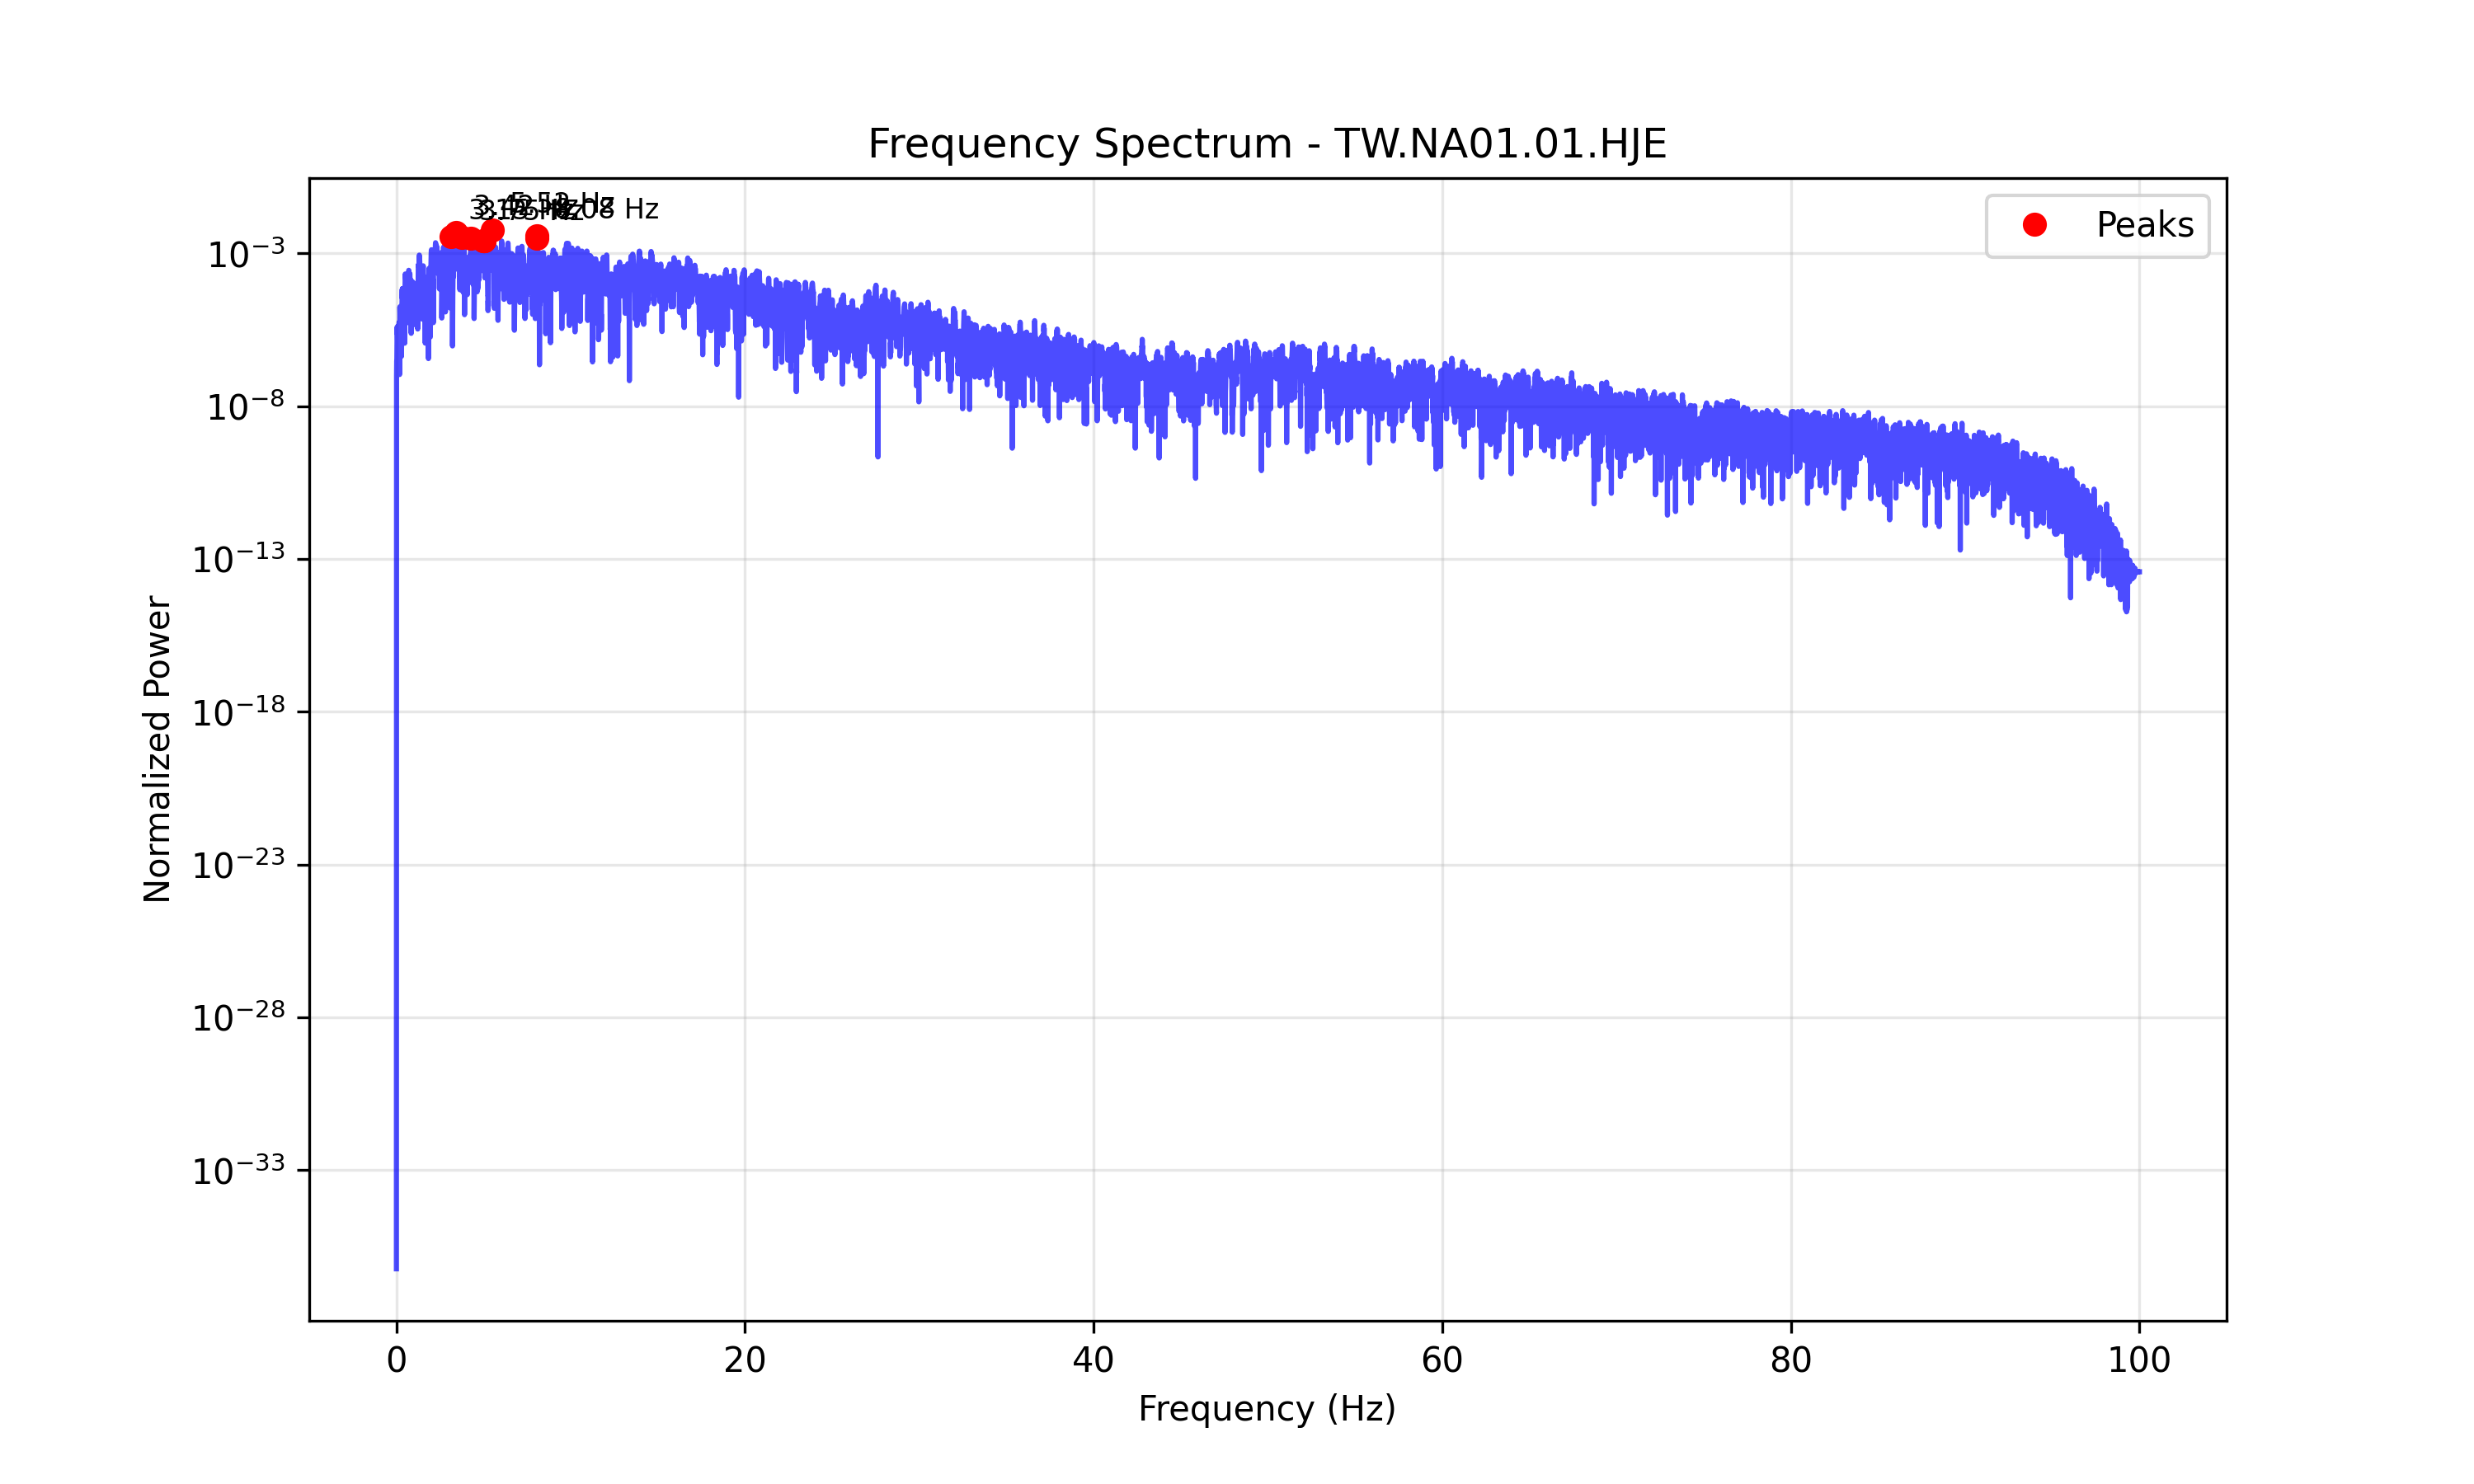 Frequency Spectrum - TW.NA01.01.HJE
Peaks
Normalized Power
10⁻³
10⁻⁸
10⁻¹³
10⁻¹⁸
10⁻²³
10⁻²⁸
10⁻³³
0 20 40 60 80 100
Frequency (Hz)